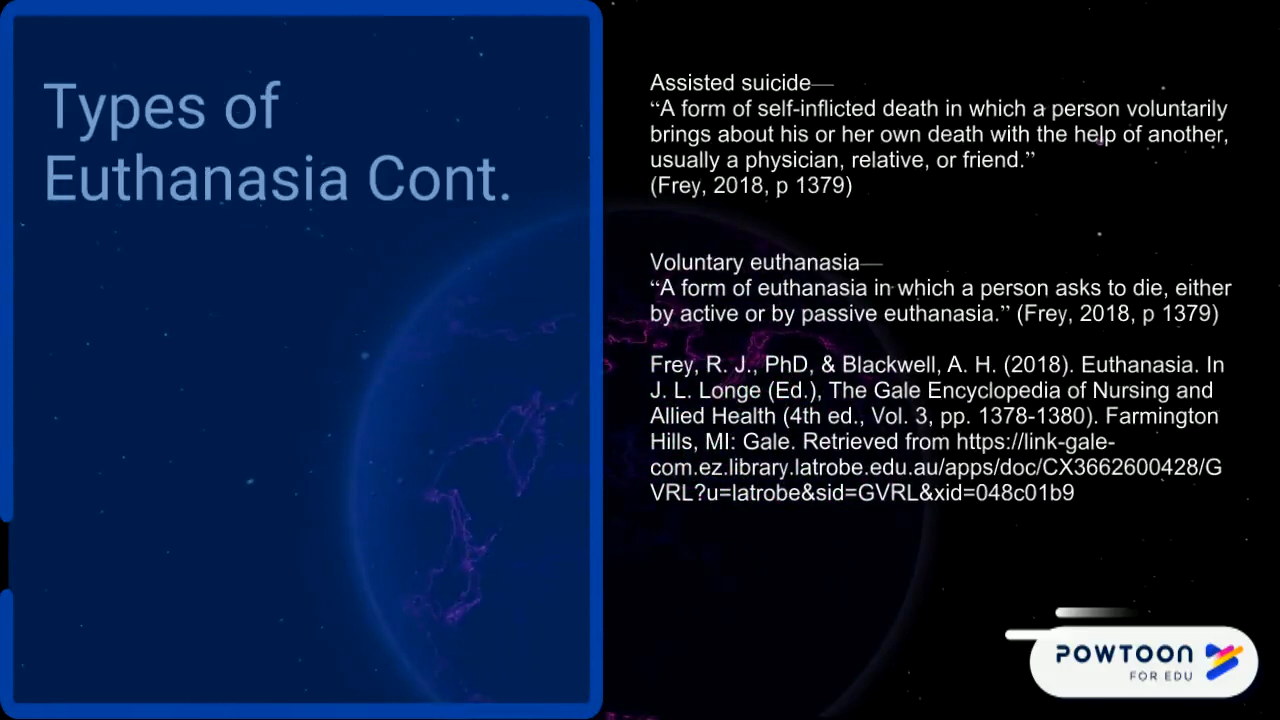 Types of
Euthanasia Cont.
Assisted suicide—
“A form of self-inflicted death in which a person voluntarily
brings about his or her own death with the help of another,
usually a physician, relative, or friend.”
(Frey, 2018, p 1379)
Voluntary euthanasia—
“A form of euthanasia in which a person asks to die, either
by active or by passive euthanasia.” (Frey, 2018, p 1379)
Frey, R. J., PhD, & Blackwell, A. H. (2018). Euthanasia. In
J. L. Longe (Ed.), The Gale Encyclopedia of Nursing and
Allied Health (4th ed., Vol. 3, pp. 1378-1380). Farmington
Hills, MI: Gale. Retrieved from https://link-gale-
com.ez.library.latrobe.edu.au/apps/doc/CX3662600428/G
VRL?u=latrobe&sid=GVRL&xid=048c01b9
POWTOON
FOR EDU